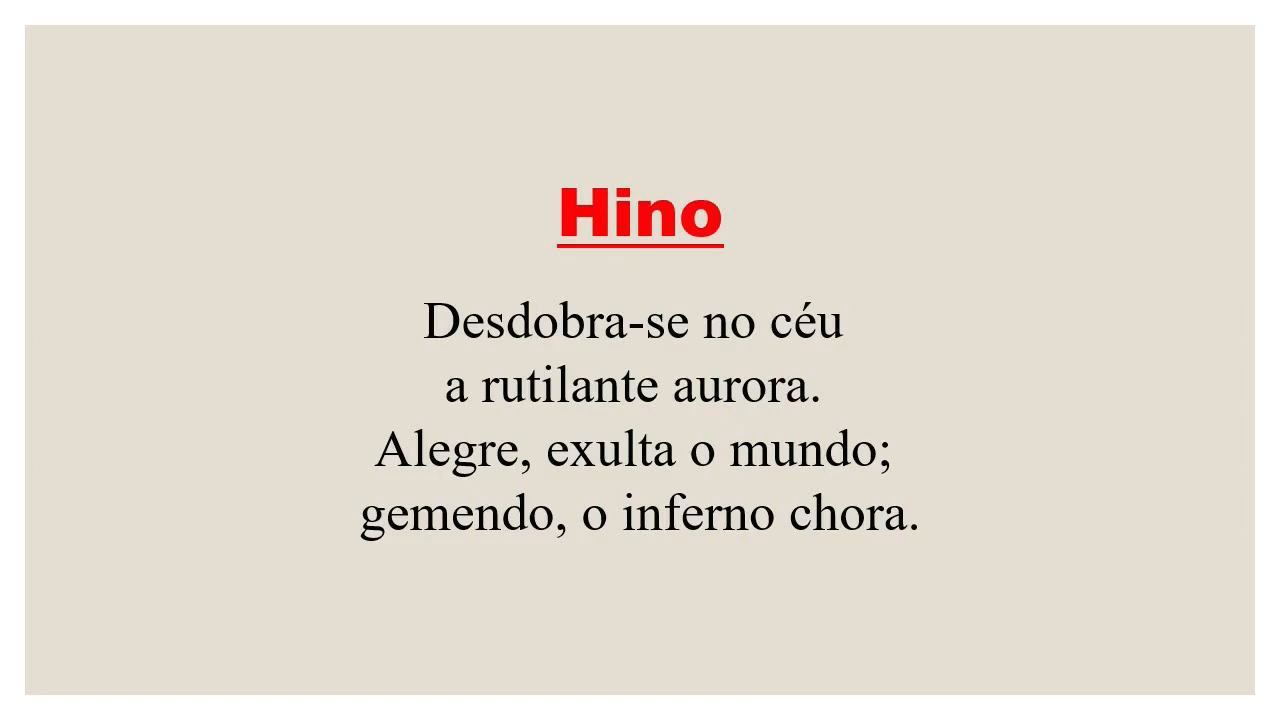 Hino
Desdobra-se no céu
a rutilante aurora.
Alegre, exulta o mundo;
gemendo, o inferno chora.